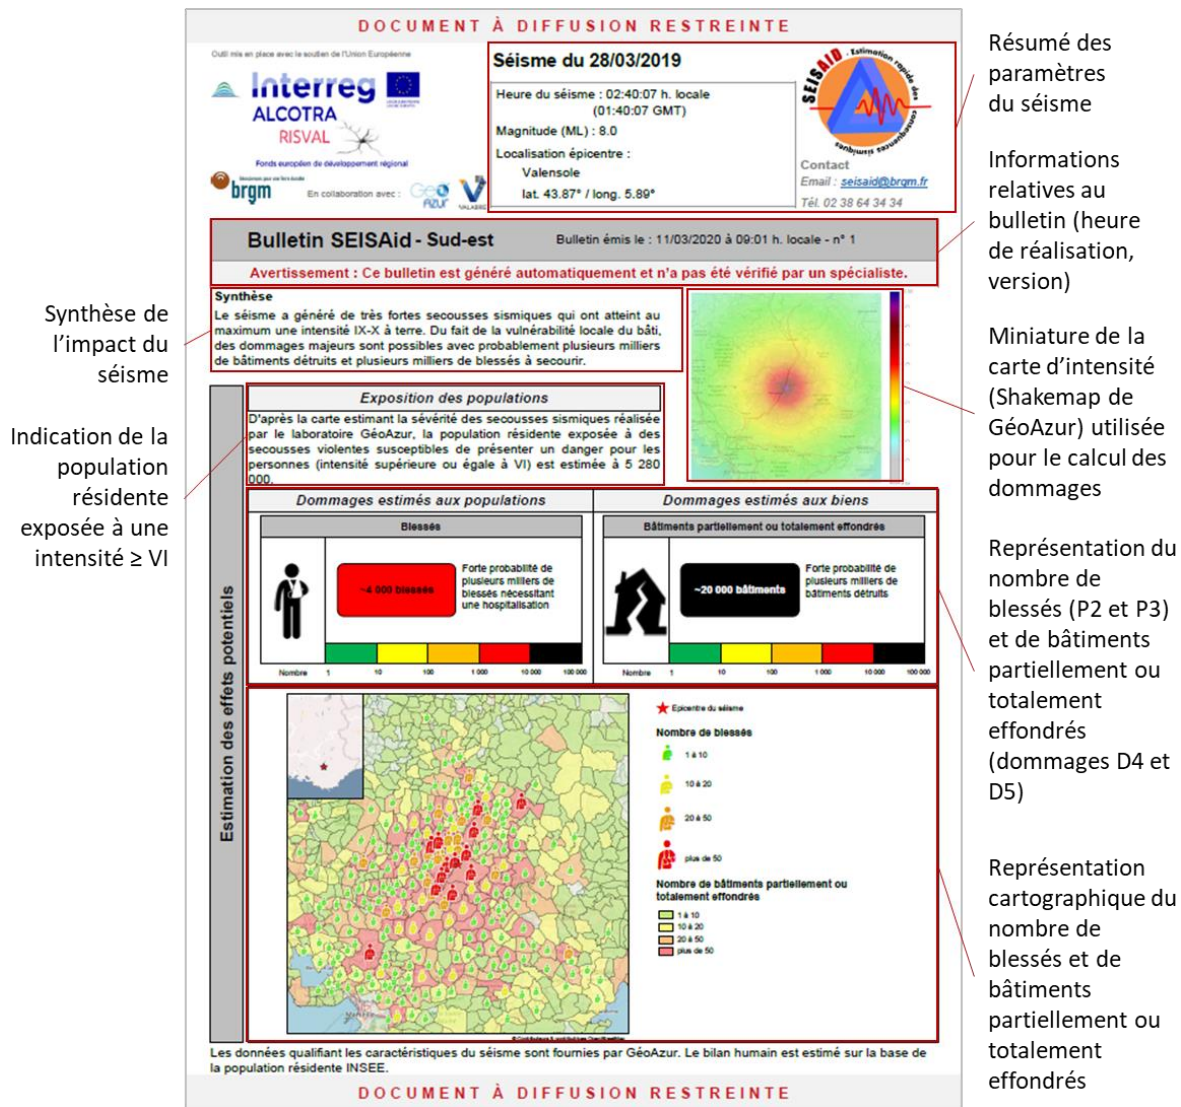 DOCUMENT À DIFFUSION RESTREINTE
Outil mis en place avec le soutien de l'Union Européenne
Interreg
ALCOTRA
RISVAL
Fonds européen de développement régional
brgm
En collaboration avec :
GéO
AZUR
VALABRE
Séisme du 28/03/2019
Heure du séisme : 02:40:07 h. locale
(01:40:07 GMT)
Magnitude (ML) : 8.0
Localisation épicentre :
Valensole
lat. 43.87° / long. 5.89°
SEISAID - Estimation rapide des conséquences sismiques
Contact
Email : seisaid@brgm.fr
Tél. 02 38 64 34 34
Résumé des
paramètres
du séisme
Bulletin SEISAid - Sud-est
Bulletin émis le : 11/03/2020 à 09:01 h. locale - n° 1
Avertissement : Ce bulletin est généré automatiquement et n'a pas été vérifié par un spécialiste.
Informations
relatives au
bulletin (heure
de réalisation,
version)
Synthèse
Le séisme a généré de très fortes secousses sismiques qui ont atteint au
maximum une intensité IX-X à terre. Du fait de la vulnérabilité locale du bâti,
des dommages majeurs sont possibles avec probablement plusieurs milliers
de bâtiments détruits et plusieurs milliers de blessés à secourir.
Synthèse de
l'impact du
séisme
Miniature de la
carte d'intensité
(Shakemap de
GéoAzur) utilisée
pour le calcul des
dommages
Exposition des populations
D'après la carte estimant la sévérité des secousses sismiques réalisée
par le laboratoire GéoAzur, la population résidente exposée à des
secousses violentes susceptibles de présenter un danger pour les
personnes (intensité supérieure ou égale à VI) est estimée à 5 280
000.
Indication de la
population
résidente
exposée à une
intensité ≥ VI
Estimation des effets potentiels
Dommages estimés aux populations
Blessés
~4 000 blessés
Forte probabilité de
plusieurs milliers de
blessés nécessitant
une hospitalisation
Nombre 1 10 100 1 000 10 000 100 000
Dommages estimés aux biens
Bâtiments partiellement ou totalement effondrés
~20 000 bâtiments
Forte probabilité de
plusieurs milliers de
bâtiments détruits
Nombre 1 10 100 1 000 10 000 100 000
Représentation du
nombre de
blessés (P2 et P3)
et de bâtiments
partiellement ou
totalement
effondrés
(dommages D4 et
D5)
Epicentre du séisme
Nombre de blessés
1 à 10
10 à 20
20 à 50
plus de 50
Nombre de bâtiments partiellement ou
totalement effondrés
1 à 10
10 à 20
20 à 50
plus de 50
Représentation
cartographique du
nombre de
blessés et de
bâtiments
partiellement ou
totalement
effondrés
Les données qualifiant les caractéristiques du séisme sont fournies par GéoAzur. Le bilan humain est estimé sur la base de
la population résidente INSEE.
DOCUMENT À DIFFUSION RESTREINTE